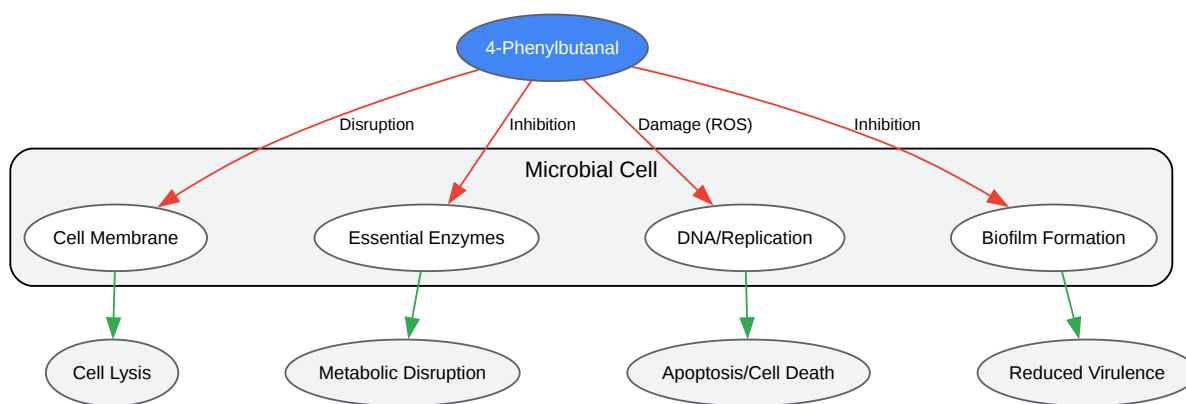 4-Phenylbutanal
Disruption
Inhibition
Damage (ROS)
Inhibition
Microbial Cell
Cell Membrane
Essential Enzymes
DNA/Replication
Biofilm Formation
Cell Lysis
Metabolic Disruption
Apoptosis/Cell Death
Reduced Virulence